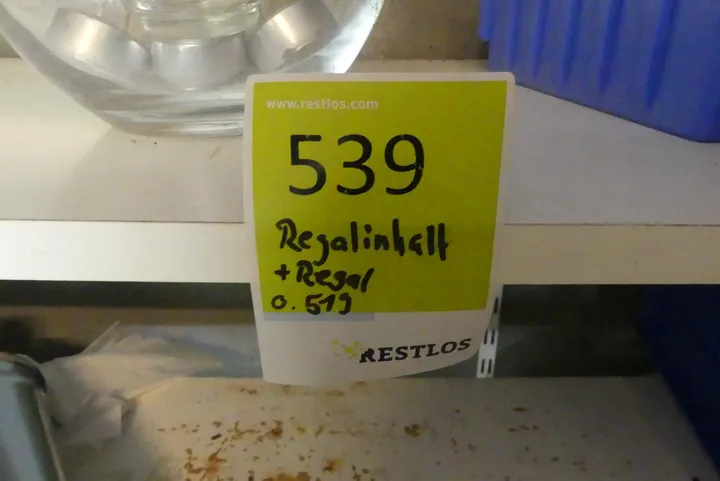 www.restlos.com
539
Regalinhalt
+Regal
o. 519
RESTLOS